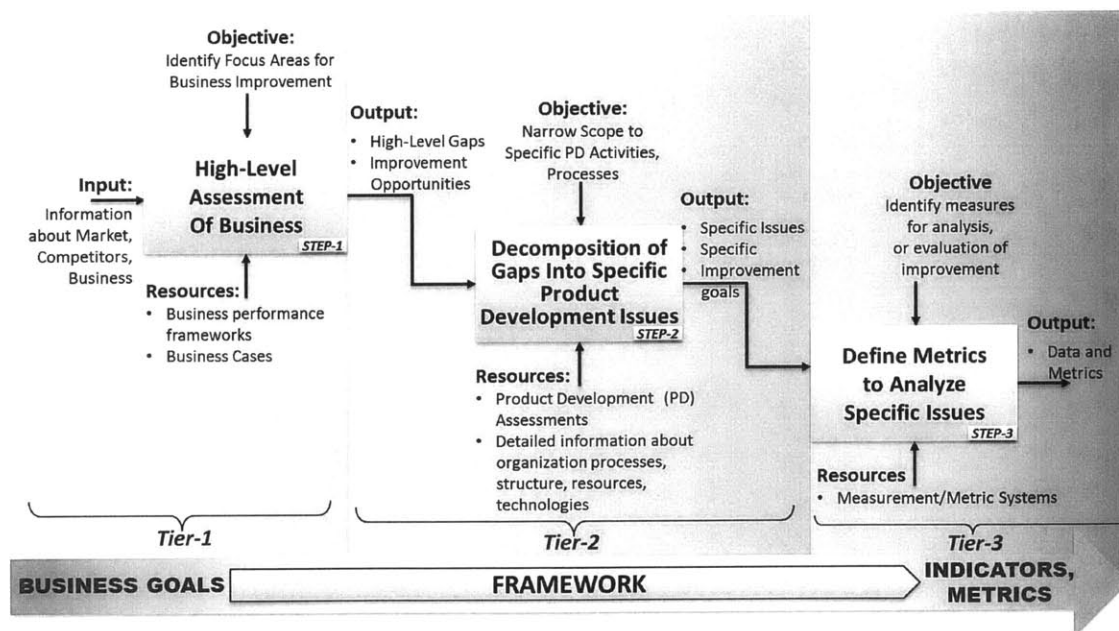 Objective:
Identify Focus Areas for
Business Improvement
High-Level
Assessment
Of Business
STEP-1
Input:
Information
about Market,
Competitors,
Business
Resources:
• Business performance
frameworks
• Business Cases
Output:
• High-Level Gaps
• Improvement
Opportunities
Objective:
Narrow Scope to
Specific PD Activities,
Processes
Decomposition of
Gaps Into Specific
Product
Development Issues
STEP-2
Resources:
• Product Development (PD)
Assessments
• Detailed information about
organization processes,
structure, resources,
technologies
Output:
• Specific Issues
• Specific
• Improvement
goals
Objective
Identify measures
for analysis,
or evaluation of
improvement
Define Metrics
to Analyze
Specific Issues
STEP-3
Output:
• Data and
Metrics
Resources
• Measurement/Metric Systems
Tier-1
Tier-2
Tier-3
BUSINESS GOALS
FRAMEWORK
INDICATORS,
METRICS